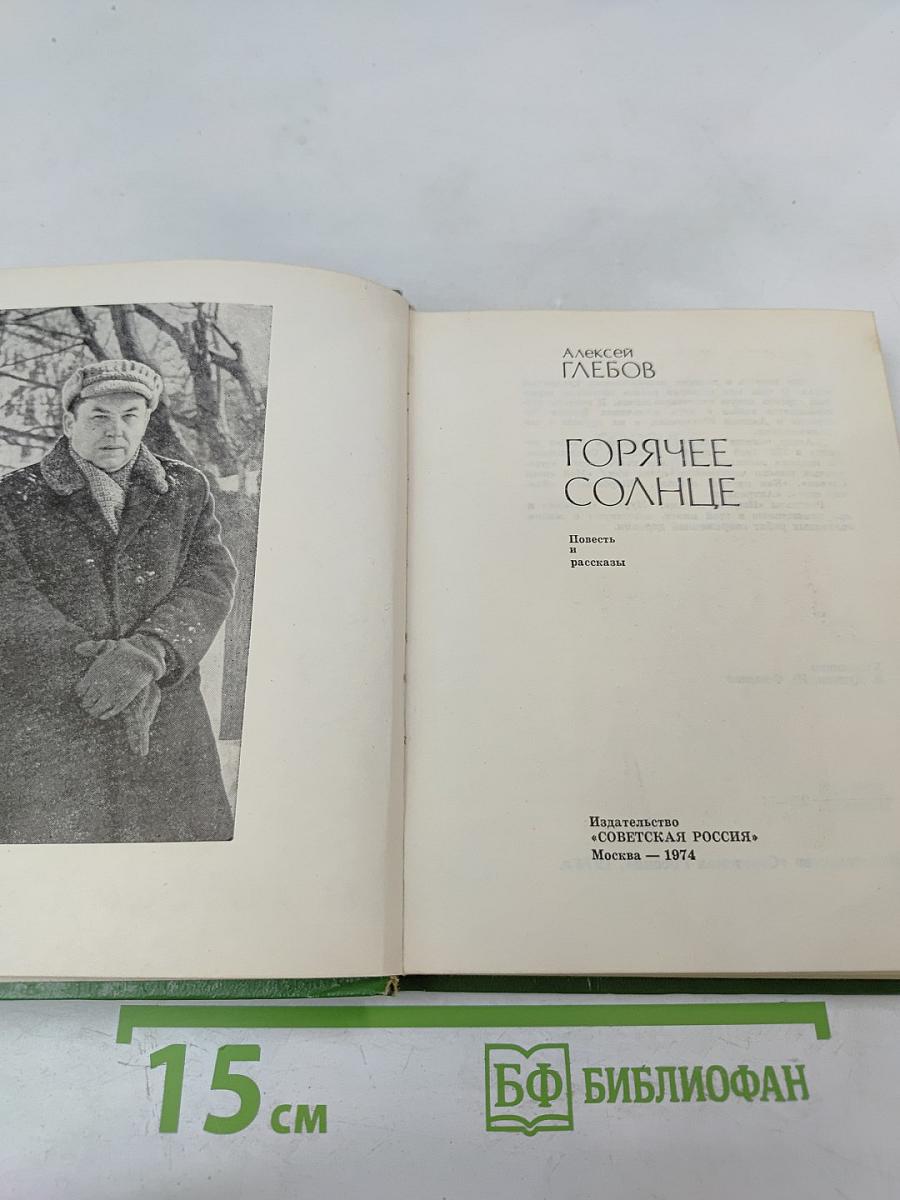 Алексей
ГЛЕБОВ
ГОРЯЧЕЕ
СОЛНЦЕ
Повесть
и
рассказы
Издательство
«СОВЕТСКАЯ РОССИЯ»
Москва — 1974
15 см
БФ БИБЛИОФАН